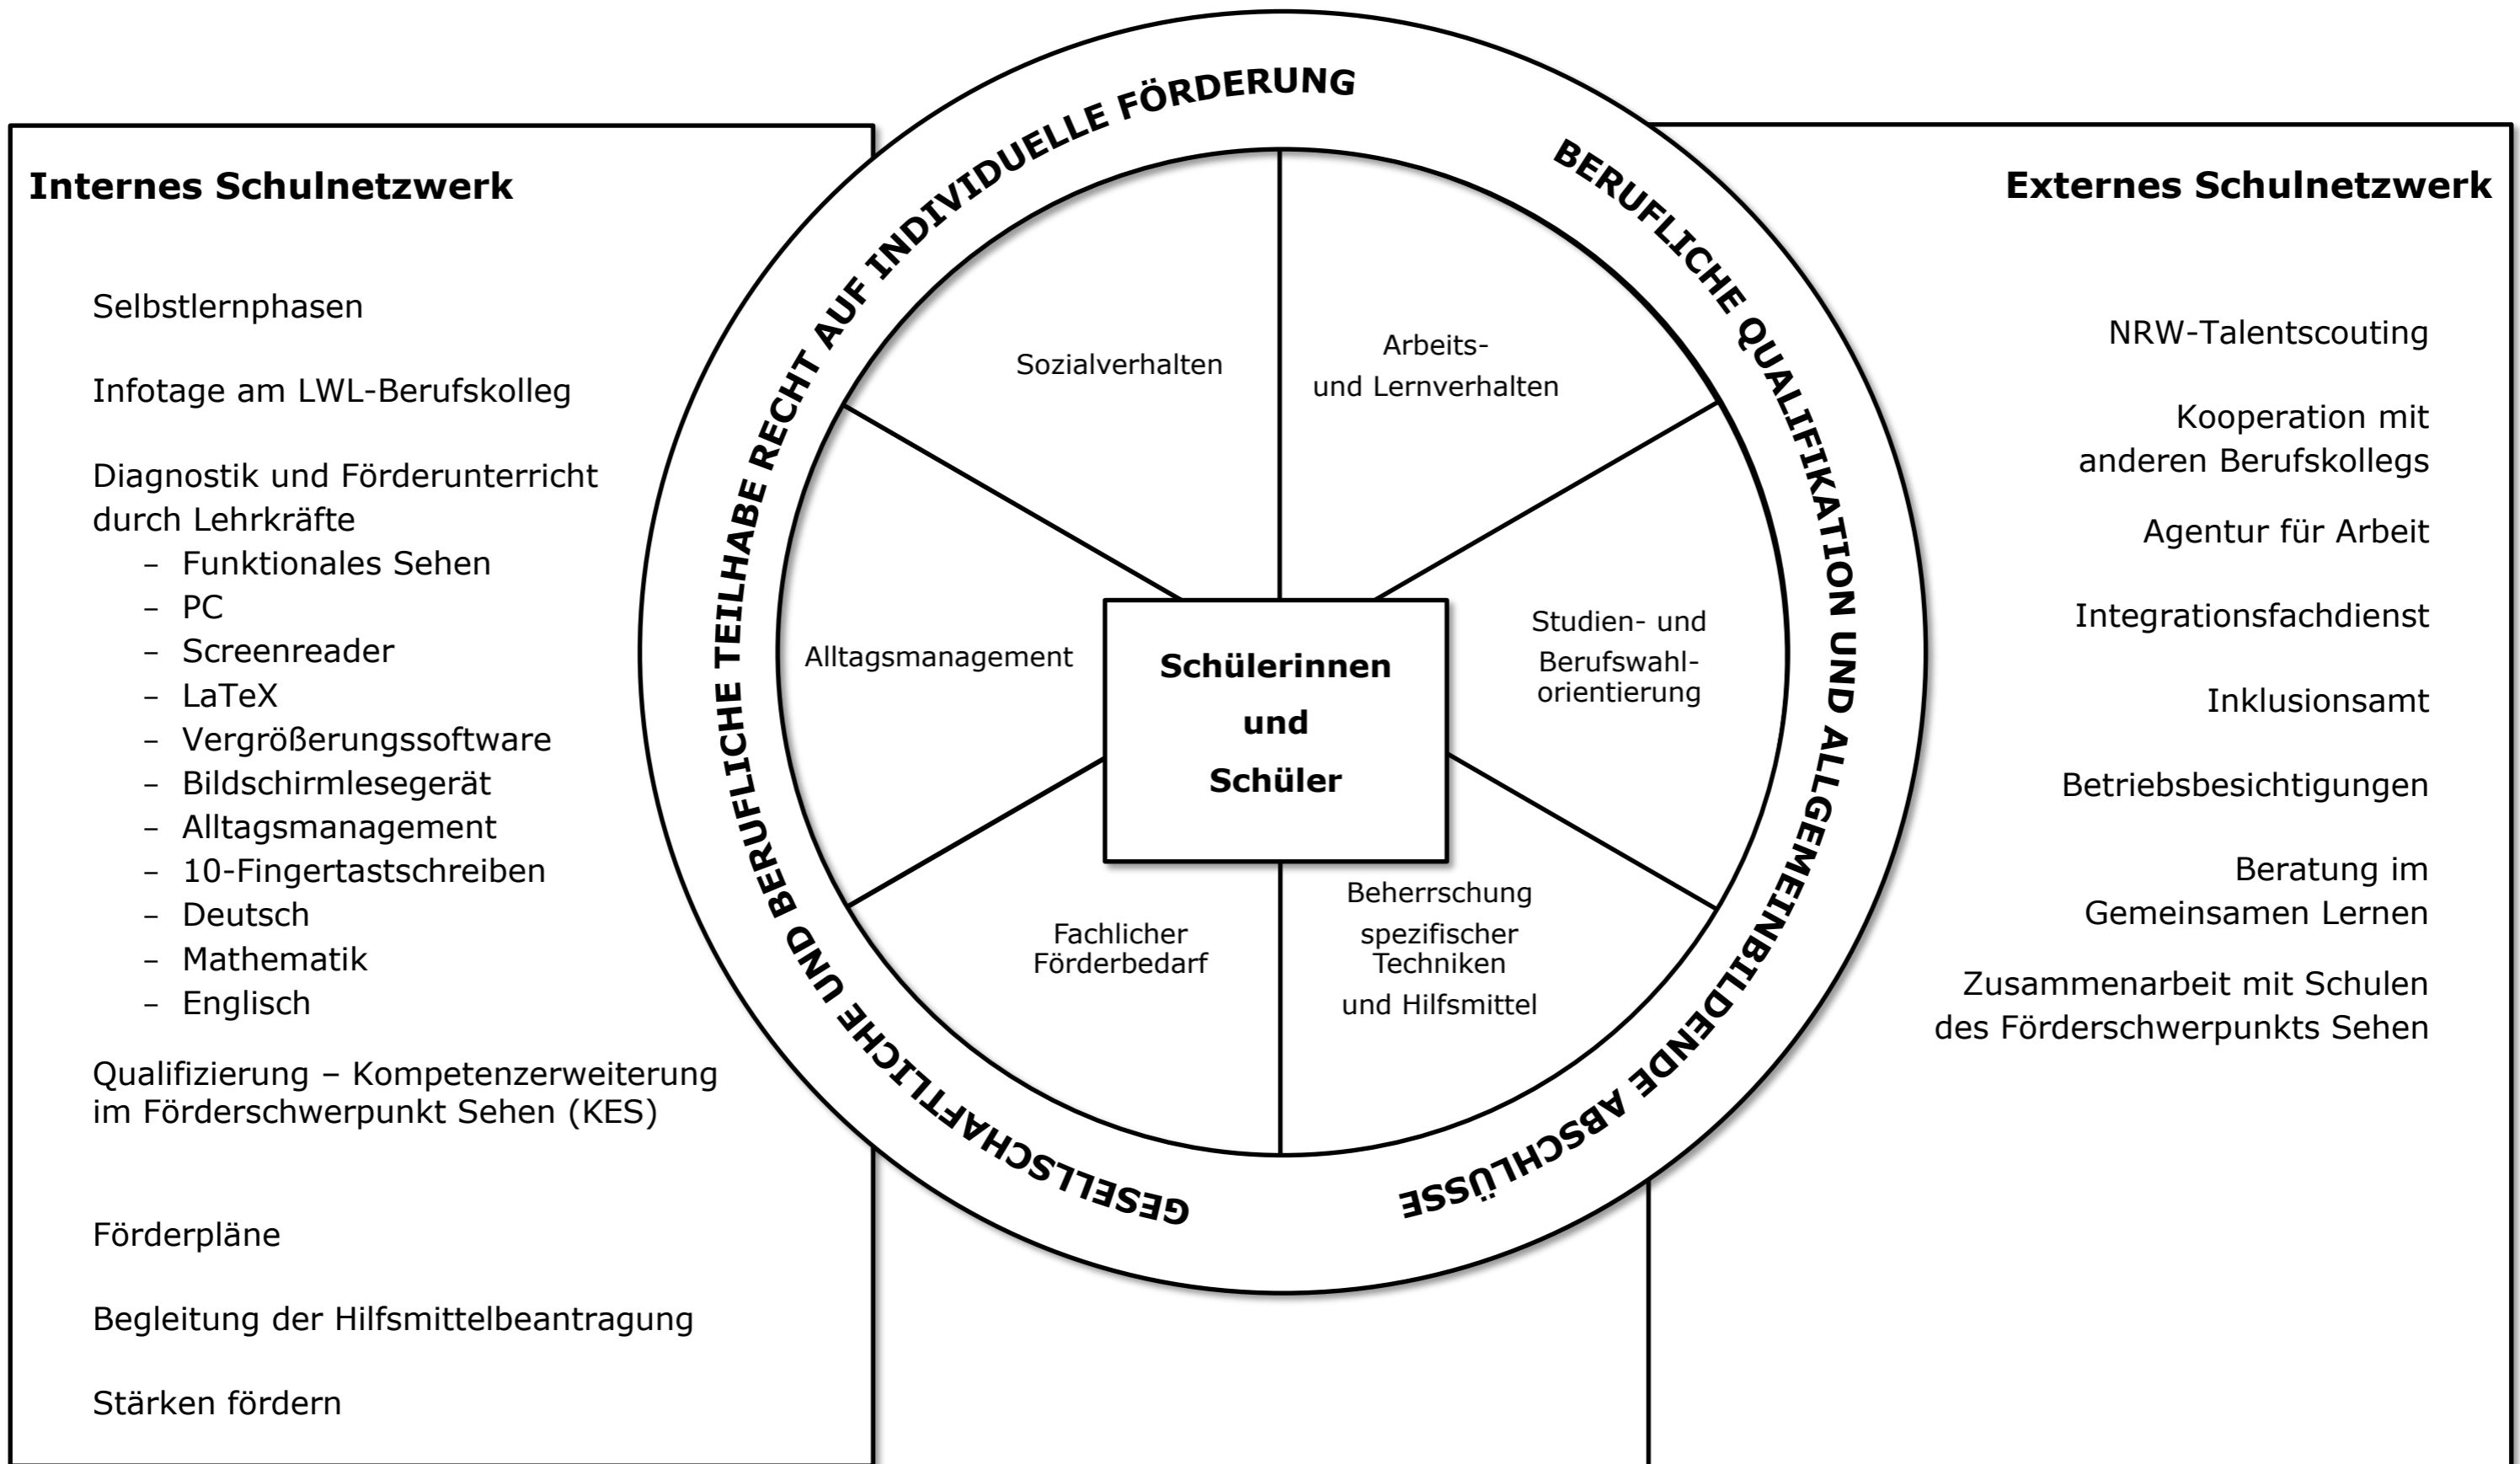 Internes Schulnetzwerk
Selbstlernphasen
Infotage am LWL-Berufskolleg
Diagnostik und Förderunterricht
durch Lehrkräfte
– Funktionales Sehen
– PC
– Screenreader
– LaTeX
– Vergrößerungssoftware
– Bildschirmlesegerät
– Alltagsmanagement
– 10-Fingertastschreiben
– Deutsch
– Mathematik
– Englisch
Qualifizierung – Kompetenzerweiterung
im Förderschwerpunkt Sehen (KES)
Förderpläne
Begleitung der Hilfsmittelbeantragung
Stärken fördern
GESELLSCHAFTLICHE UND BERUFLICHE TEILHABE RECHT AUF INDIVIDUELLE FÖRDERUNG
BERUFLICHE QUALIFIKATION UND ALLGEMEINBILDENDE ABSCHLÜSSE
Sozialverhalten
Arbeits-
und Lernverhalten
Alltagsmanagement
Schülerinnen
und
Schüler
Studien- und
Berufswahl-
orientierung
Fachlicher
Förderbedarf
Beherrschung
spezifischer
Techniken
und Hilfsmittel
Externes Schulnetzwerk
NRW-Talentscouting
Kooperation mit
anderen Berufskollegs
Agentur für Arbeit
Integrationsfachdienst
Inklusionsamt
Betriebsbesichtigungen
Beratung im
Gemeinsamen Lernen
Zusammenarbeit mit Schulen
des Förderschwerpunkts Sehen